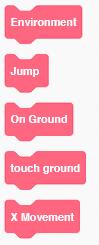 Environment
Jump
On Ground
touch ground
X Movement